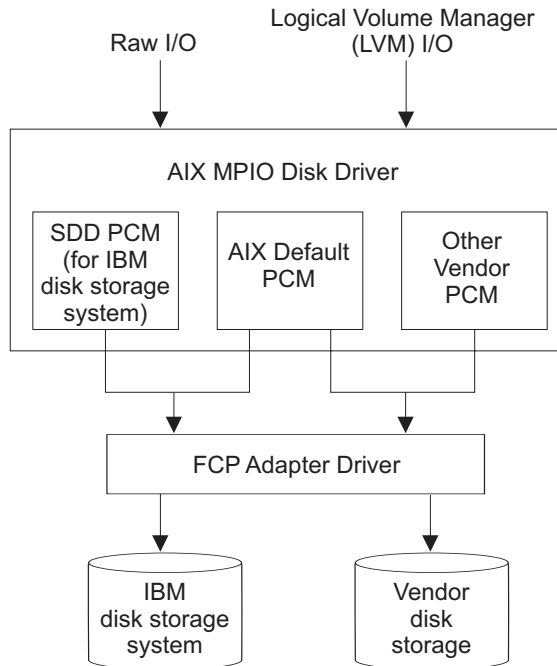 Raw I/O
Logical Volume Manager
(LVM) I/O
AIX MPIO Disk Driver
SDD PCM
(for IBM
disk storage
system)
AIX Default
PCM
Other
Vendor
PCM
FCP Adapter Driver
IBM
disk storage
system
Vendor
disk
storage